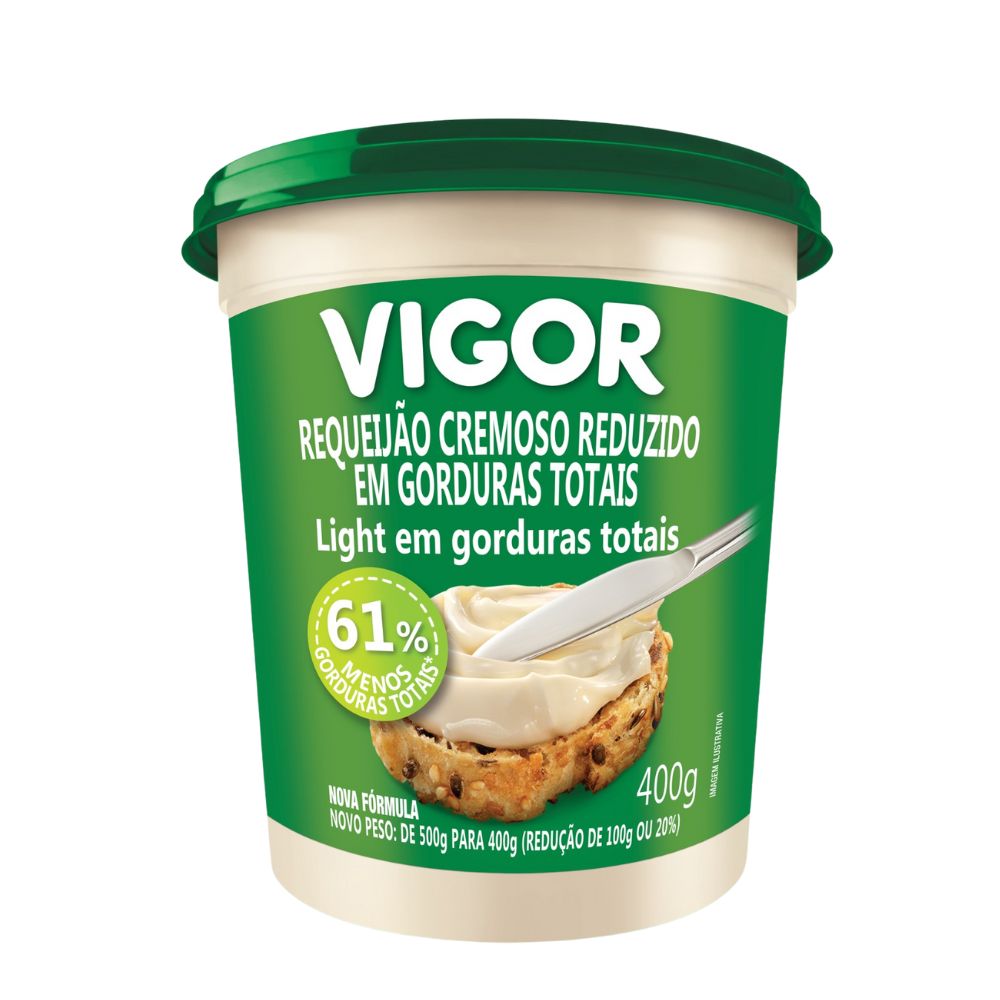 VIGOR
REQUEIJÃO CREMOSO REDUZIDO
EM GORDURAS TOTAIS
Light em gorduras totais
61%
MENOS
GORDURAS TOTAIS*
400g
IMAGEM ILUSTRATIVA
NOVA FÓRMULA
NOVO PESO: DE 500g PARA 400g (REDUÇÃO DE 100g OU 20%)